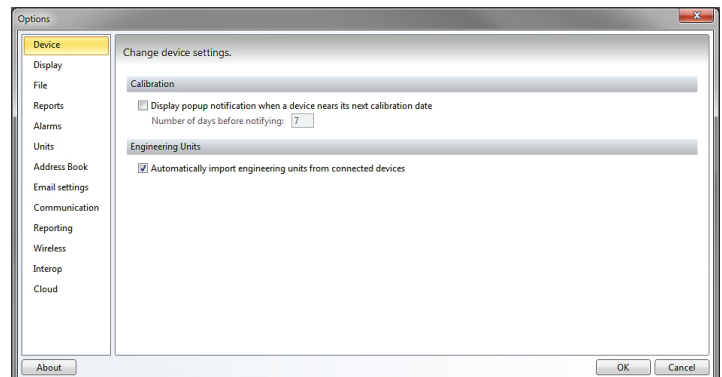 Options
Device
Display
File
Reports
Alarms
Units
Address Book
Email settings
Communication
Reporting
Wireless
Interop
Cloud
Change device settings.
Calibration
Display popup notification when a device nears its next calibration date
Number of days before notifying: 7
Engineering Units
Automatically import engineering units from connected devices
About
OK
Cancel